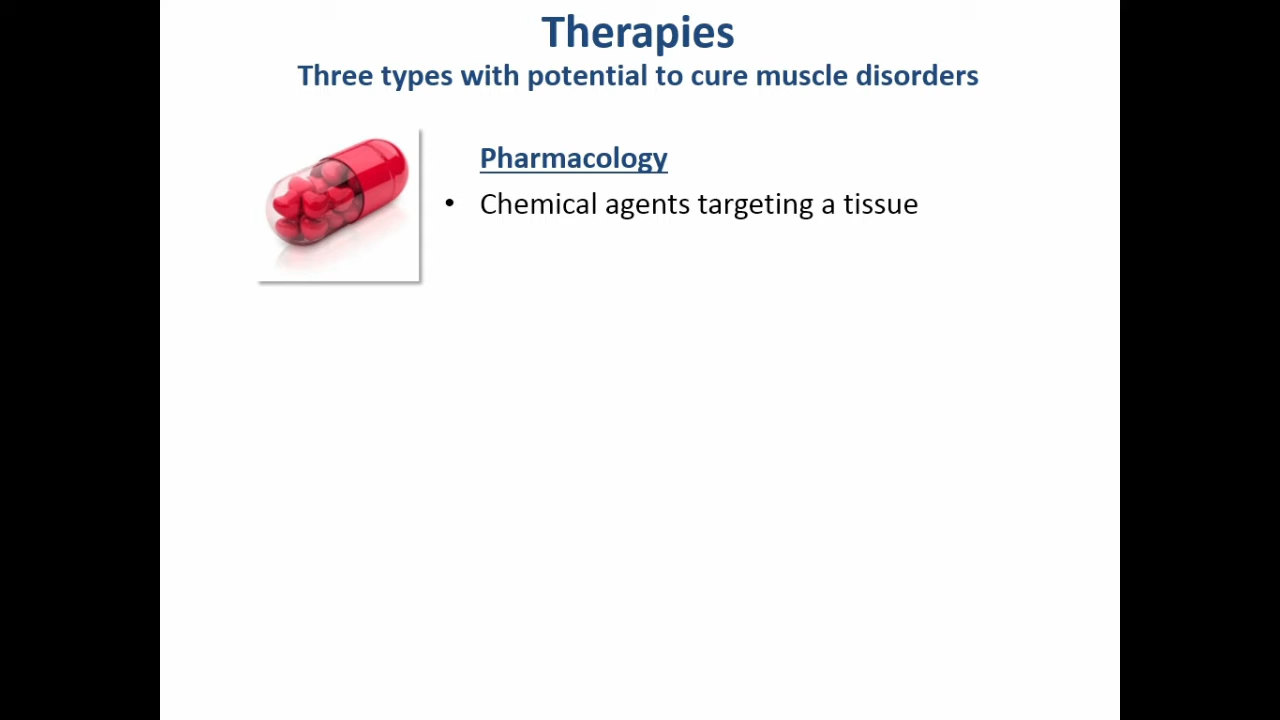 Therapies
Three types with potential to cure muscle disorders
Pharmacology
• Chemical agents targeting a tissue